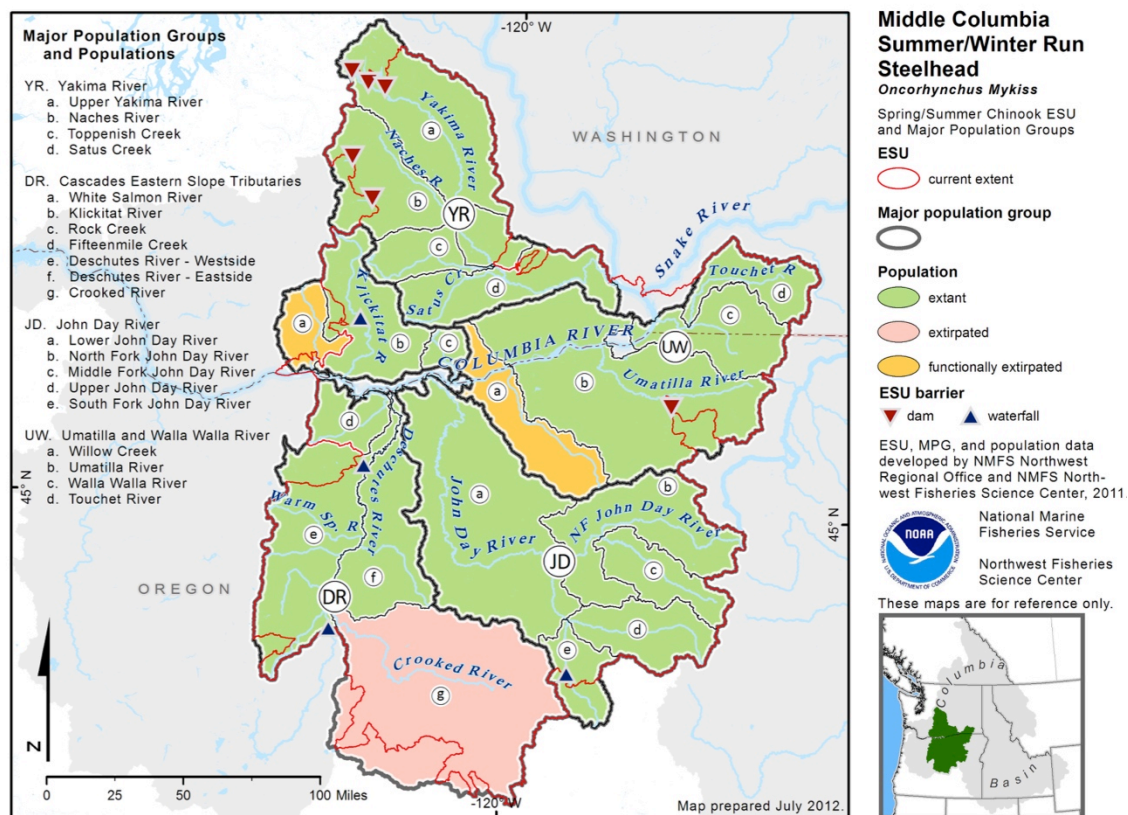 Major Population Groups
and Populations
YR. Yakima River
a. Upper Yakima River
b. Naches River
c. Toppenish Creek
d. Satus Creek
DR. Cascades Eastern Slope Tributaries
a. White Salmon River
b. Klickitat River
c. Rock Creek
d. Fifteenmile Creek
e. Deschutes River - Westside
f. Deschutes River - Eastside
g. Crooked River
JD. John Day River
a. Lower John Day River
b. North Fork John Day River
c. Middle Fork John Day River
d. Upper John Day River
e. South Fork John Day River
UW. Umatilla and Walla Walla River
a. Willow Creek
b. Umatilla River
c. Walla Walla River
d. Touchet River
-120° W
WASHINGTON
Yakima River
a
Naches R
b
YR
c
Satus Cr
d
Snake River
Touchet R
d
c
Klickitat R
a
b
c
COLUMBIA RIVER
UW
Umatilla River
a
b
d
Deschutes River
45° N
45° N
Warm Sp. R
e
f
DR
OREGON
a
John Day River
b
NF John Day River
JD
c
d
e
Crooked River
g
N
0 50 100 Miles
-120° W
Map prepared July 2012.
Middle Columbia
Summer/Winter Run
Steelhead
Oncorhynchus Mykiss
Spring/Summer Chinook ESU
and Major Population Groups
ESU
current extent
Major population group
Population
extant
extirpated
functionally extirpated
ESU barrier
dam waterfall
ESU, MPG, and population data
developed by NMFS Northwest
Regional Office and NMFS North-
west Fisheries Science Center, 2011.
NATIONAL OCEANIC AND ATMOSPHERIC ADMINISTRATION
NOAA
U.S. DEPARTMENT OF COMMERCE
National Marine
Fisheries Service
Northwest Fisheries
Science Center
These maps are for reference only.
Columbia
Basin